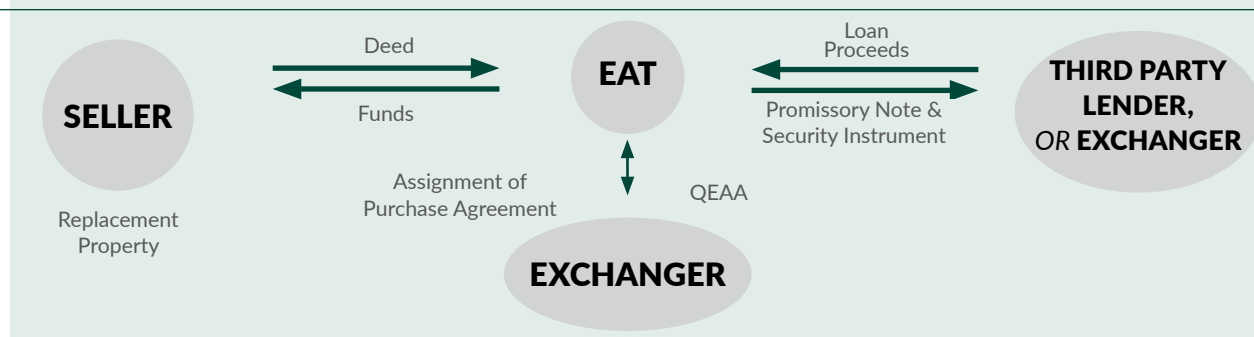 SELLER
Replacement
Property
Deed
Funds
EAT
Assignment of
Purchase Agreement
QEAA
EXCHANGER
Loan
Proceeds
Promissory Note &
Security Instrument
THIRD PARTY
LENDER,
OR EXCHANGER